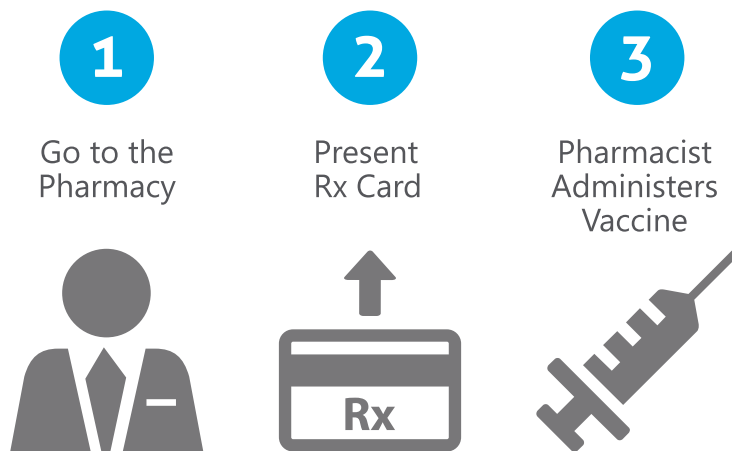 1
Go to the
Pharmacy
2
Present
Rx Card
Rx
3
Pharmacist
Administers
Vaccine